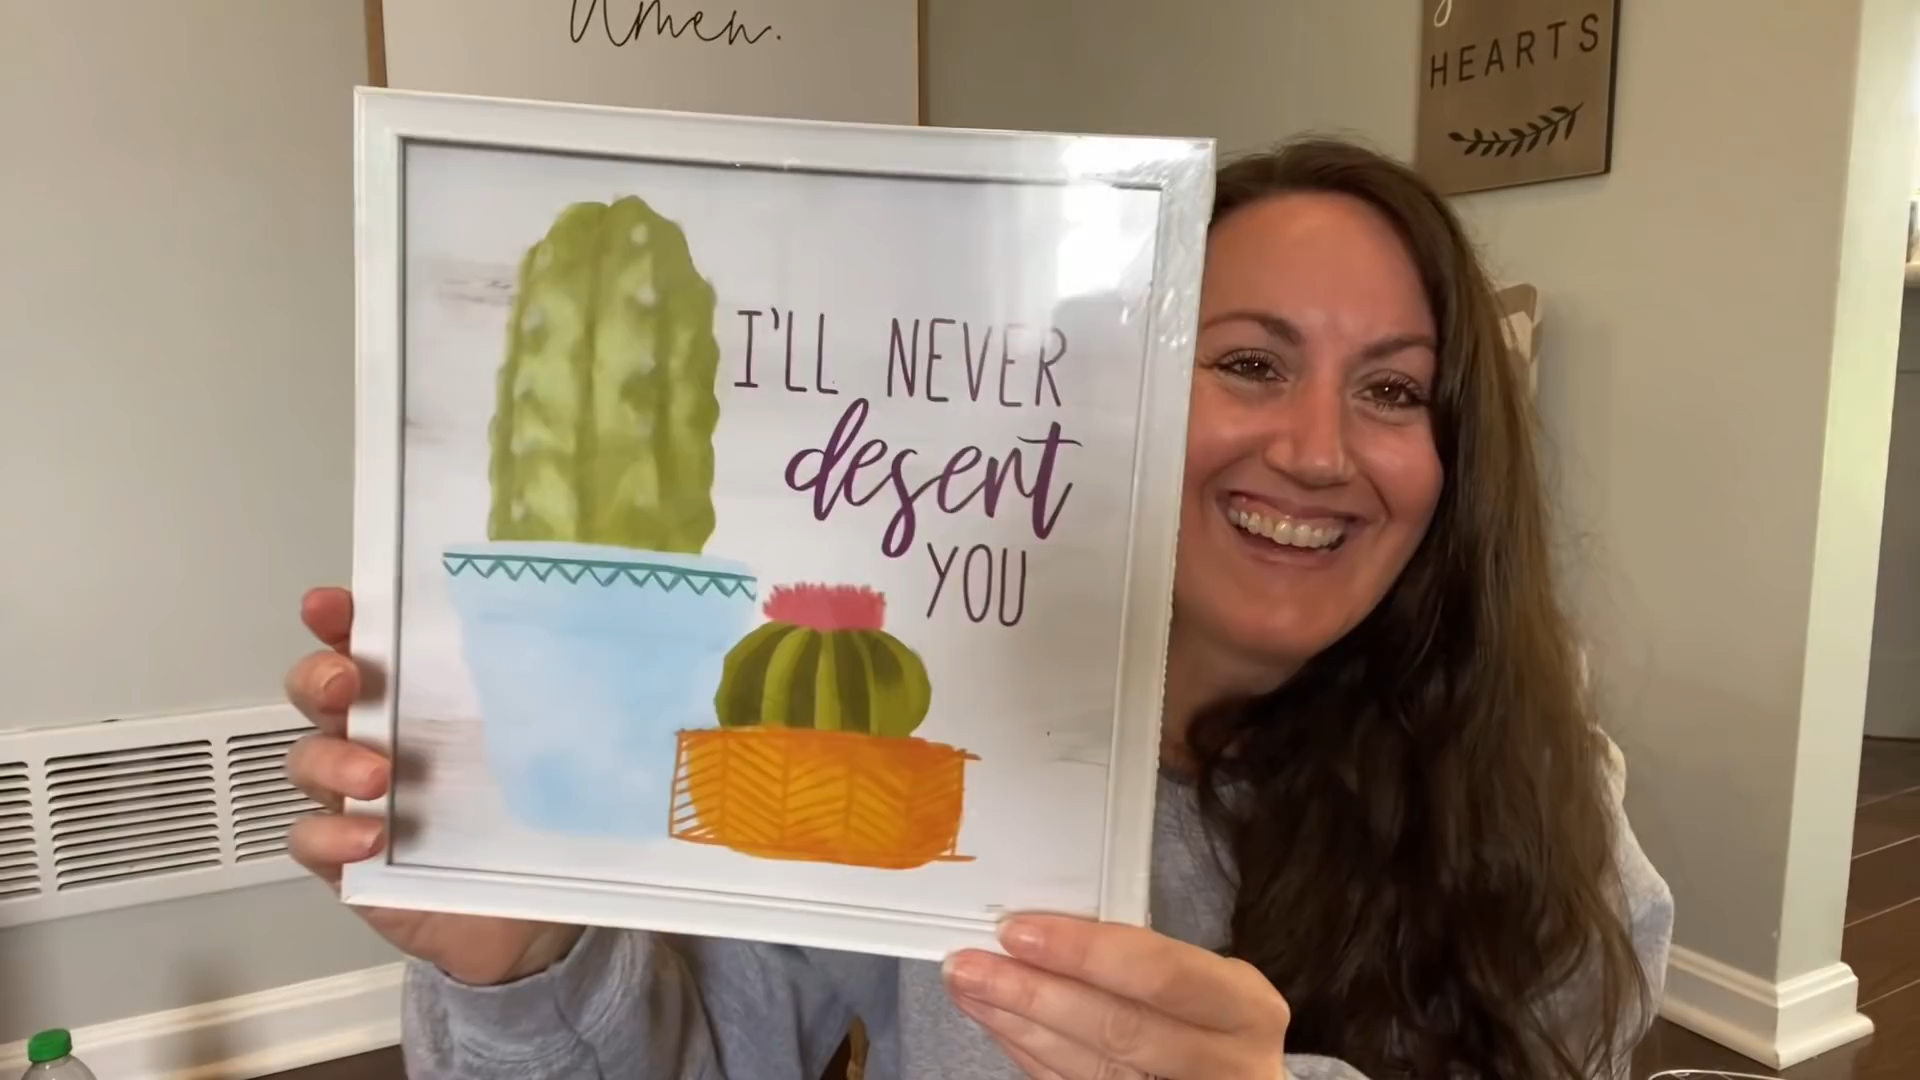 Amen.
HEARTS
I'LL NEVER
desert
YOU